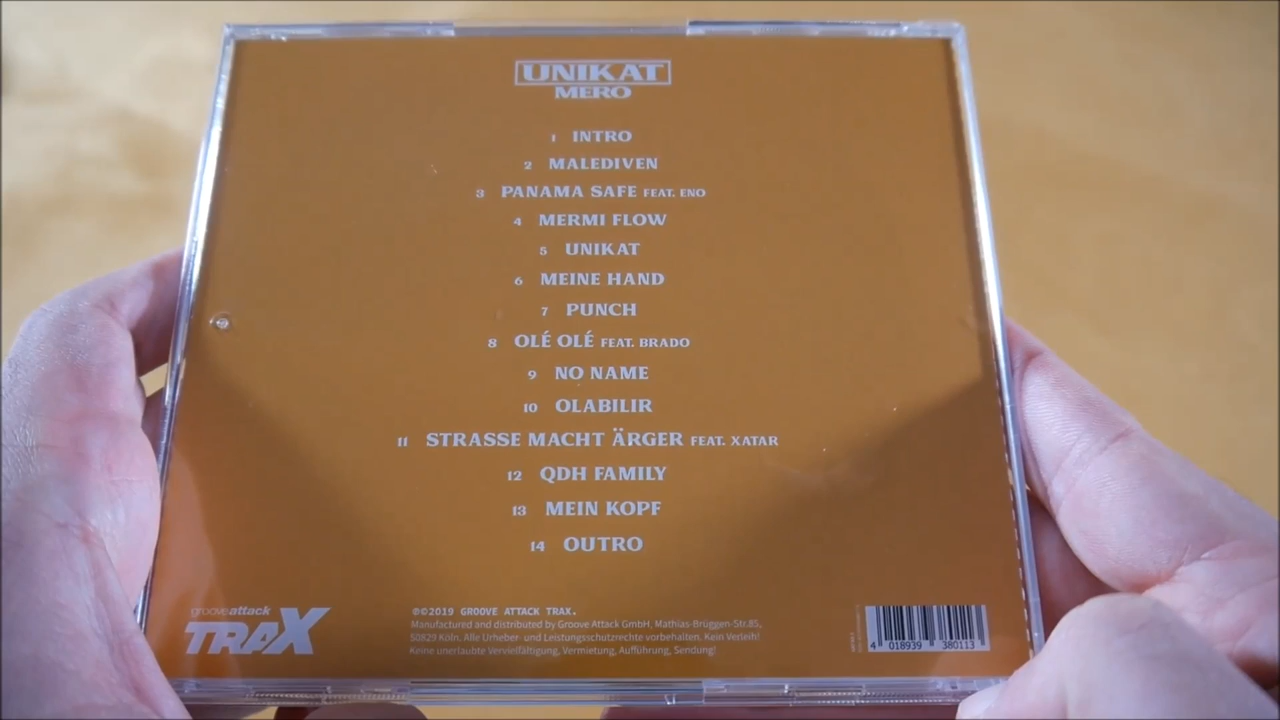 UNIKAT
MERO
1 INTRO
2 MALEDIVEN
3 PANAMA SAFE FEAT. ENO
4 MERMI FLOW
5 UNIKAT
6 MEINE HAND
7 PUNCH
8 OLÉ OLÉ FEAT. BRADO
9 NO NAME
10 OLABILIR
11 STRASSE MACHT ÄRGER FEAT. XATAR
12 QDH FAMILY
13 MEIN KOPF
14 OUTRO
grooveattack
TRAX
℗©2019 GROOVE ATTACK TRAX.
Manufactured and distributed by Groove Attack GmbH, Mathias-Brüggen-Str.85,
50829 Köln. Alle Urheber- und Leistungsschutzrechte vorbehalten. Kein Verleih!
Keine unerlaubte Vervielfältigung, Vermietung, Aufführung, Sendung!
4 018939 380113